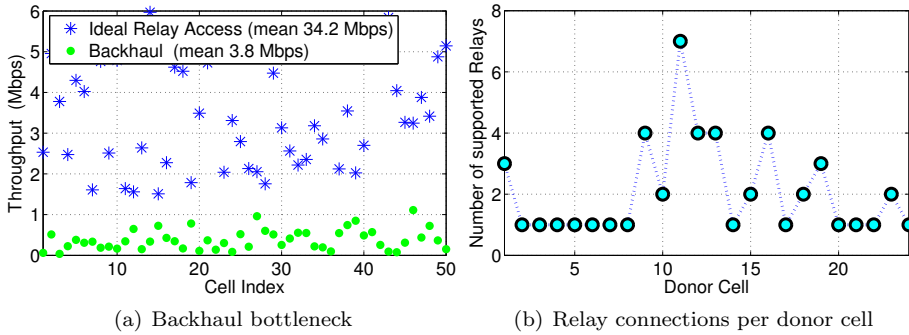 Ideal Relay Access (mean 34.2 Mbps)
Backhaul (mean 3.8 Mbps)
Throughput (Mbps)
6
5
4
3
2
1
0
10
20
30
40
50
Cell Index
(a) Backhaul bottleneck
Number of supported Relays
8
6
4
2
0
5
10
15
20
Donor Cell
(b) Relay connections per donor cell